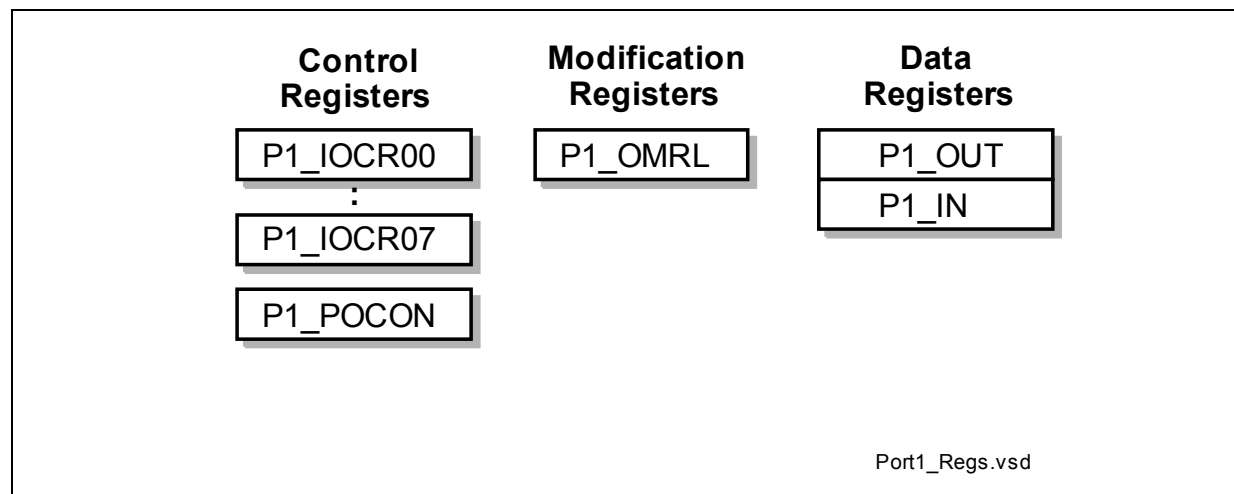 Control
Registers
P1_IOCR00
:
P1_IOCR07
P1_POCON
Modification
Registers
P1_OMRL
Data
Registers
P1_OUT
P1_IN
Port1_Regs.vsd